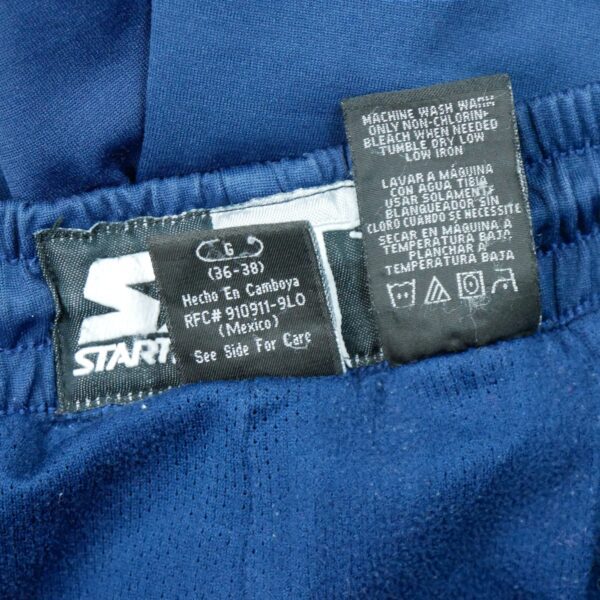 START
G
(36-38)
Hecho En Camboya
RFC# 910911-9L0
(Mexico)
See Side For Care
MACHINE WASH WARM
ONLY NON-CHLORIN
BLEACH WHEN NEEDED
TUMBLE DRY LOW
LOW IRON
LAVAR A MÁQUINA
CON AGUA TIBIA
USAR SOLAMENTE
BLANQUEADOR SIN
CLORO CUANDO SE NECESSITE
SECAR EN MÁQUINA A
TEMPERATURA BAJA
PLANCHAR A
TEMPERATURA BAJA